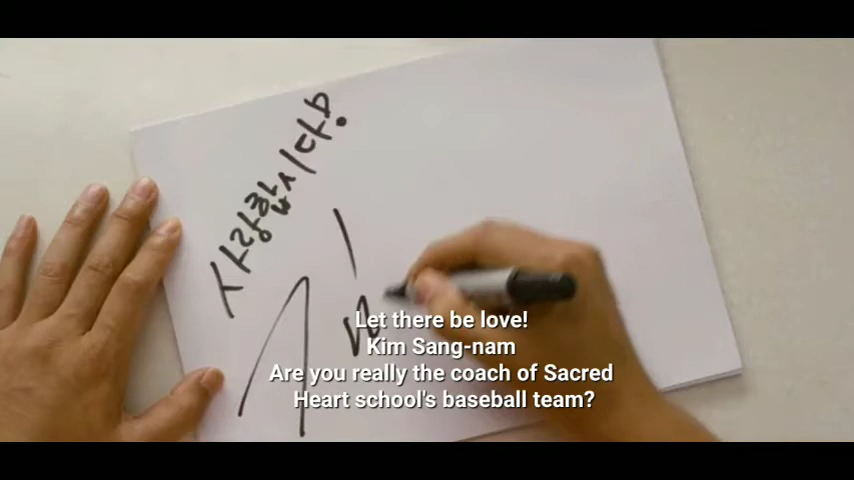 사랑합시다!
김
Let there be love!
Kim Sang-nam
Are you really the coach of Sacred
Heart school's baseball team?